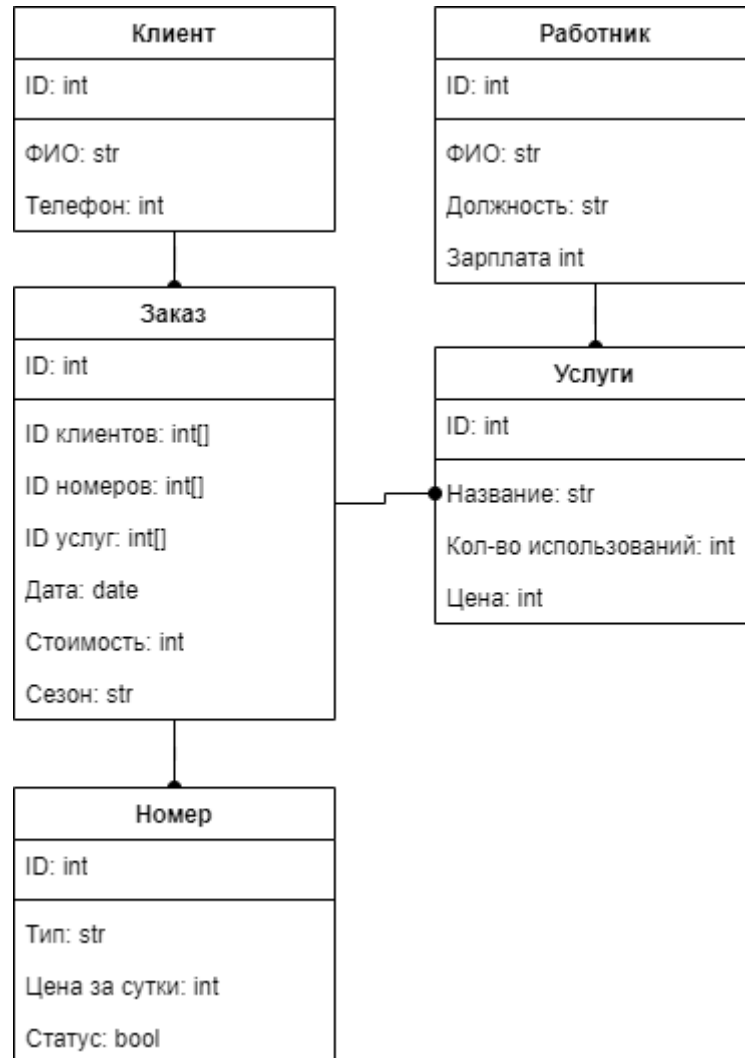 Клиент
ID: int
ФИО: str
Телефон: int
Работник
ID: int
ФИО: str
Должность: str
Зарплата int
Заказ
ID: int
ID клиентов: int[]
ID номеров: int[]
ID услуг: int[]
Дата: date
Стоимость: int
Сезон: str
Услуги
ID: int
Название: str
Кол-во использований: int
Цена: int
Номер
ID: int
Тип: str
Цена за сутки: int
Статус: bool